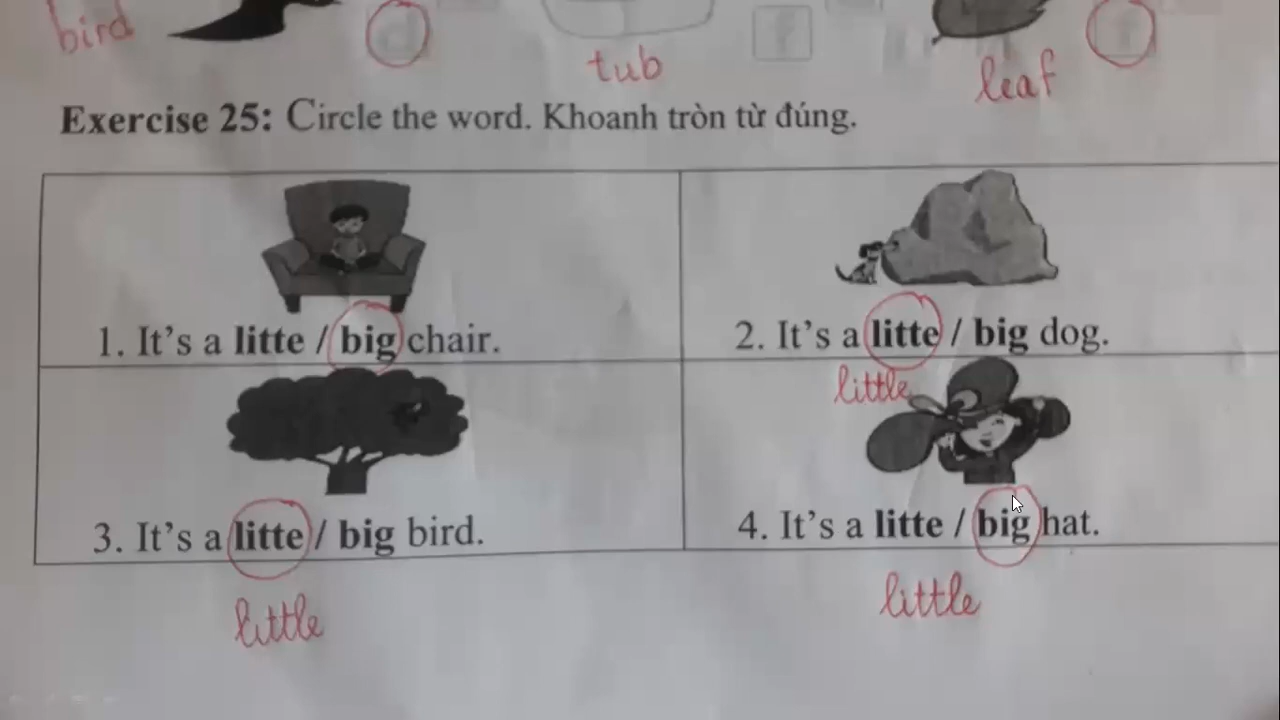 bird
d
tub
f
leaf
Exercise 25: Circle the word. Khoanh tròn từ đúng.
1. It's a litte / big chair.
2. It's a litte / big dog.
little
3. It's a litte / big bird.
4. It's a litte / big hat.
little
little